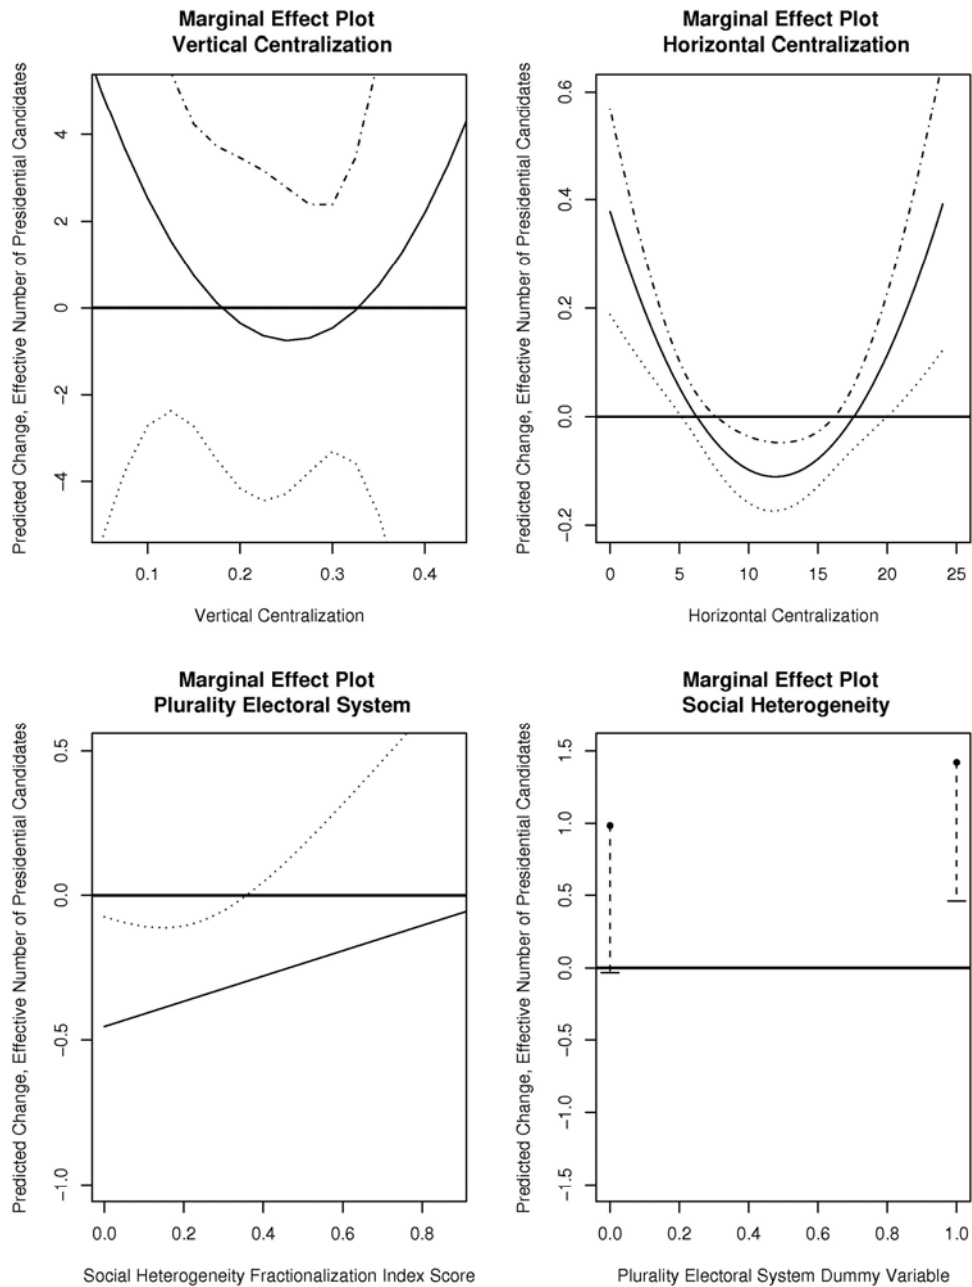 Marginal Effect Plot
Vertical Centralization
Predicted Change, Effective Number of Presidential Candidates
4
2
0
−2
−4
0.1 0.2 0.3 0.4
Vertical Centralization
Marginal Effect Plot
Horizontal Centralization
Predicted Change, Effective Number of Presidential Candidates
0.6
0.4
0.2
0.0
−0.2
0 5 10 15 20 25
Horizontal Centralization
Marginal Effect Plot
Plurality Electoral System
Predicted Change, Effective Number of Presidential Candidates
0.5
0.0
−0.5
−1.0
0.0 0.2 0.4 0.6 0.8
Social Heterogeneity Fractionalization Index Score
Marginal Effect Plot
Social Heterogeneity
Predicted Change, Effective Number of Presidential Candidates
1.5
1.0
0.5
0.0
−0.5
−1.0
−1.5
0.0 0.2 0.4 0.6 0.8 1.0
Plurality Electoral System Dummy Variable